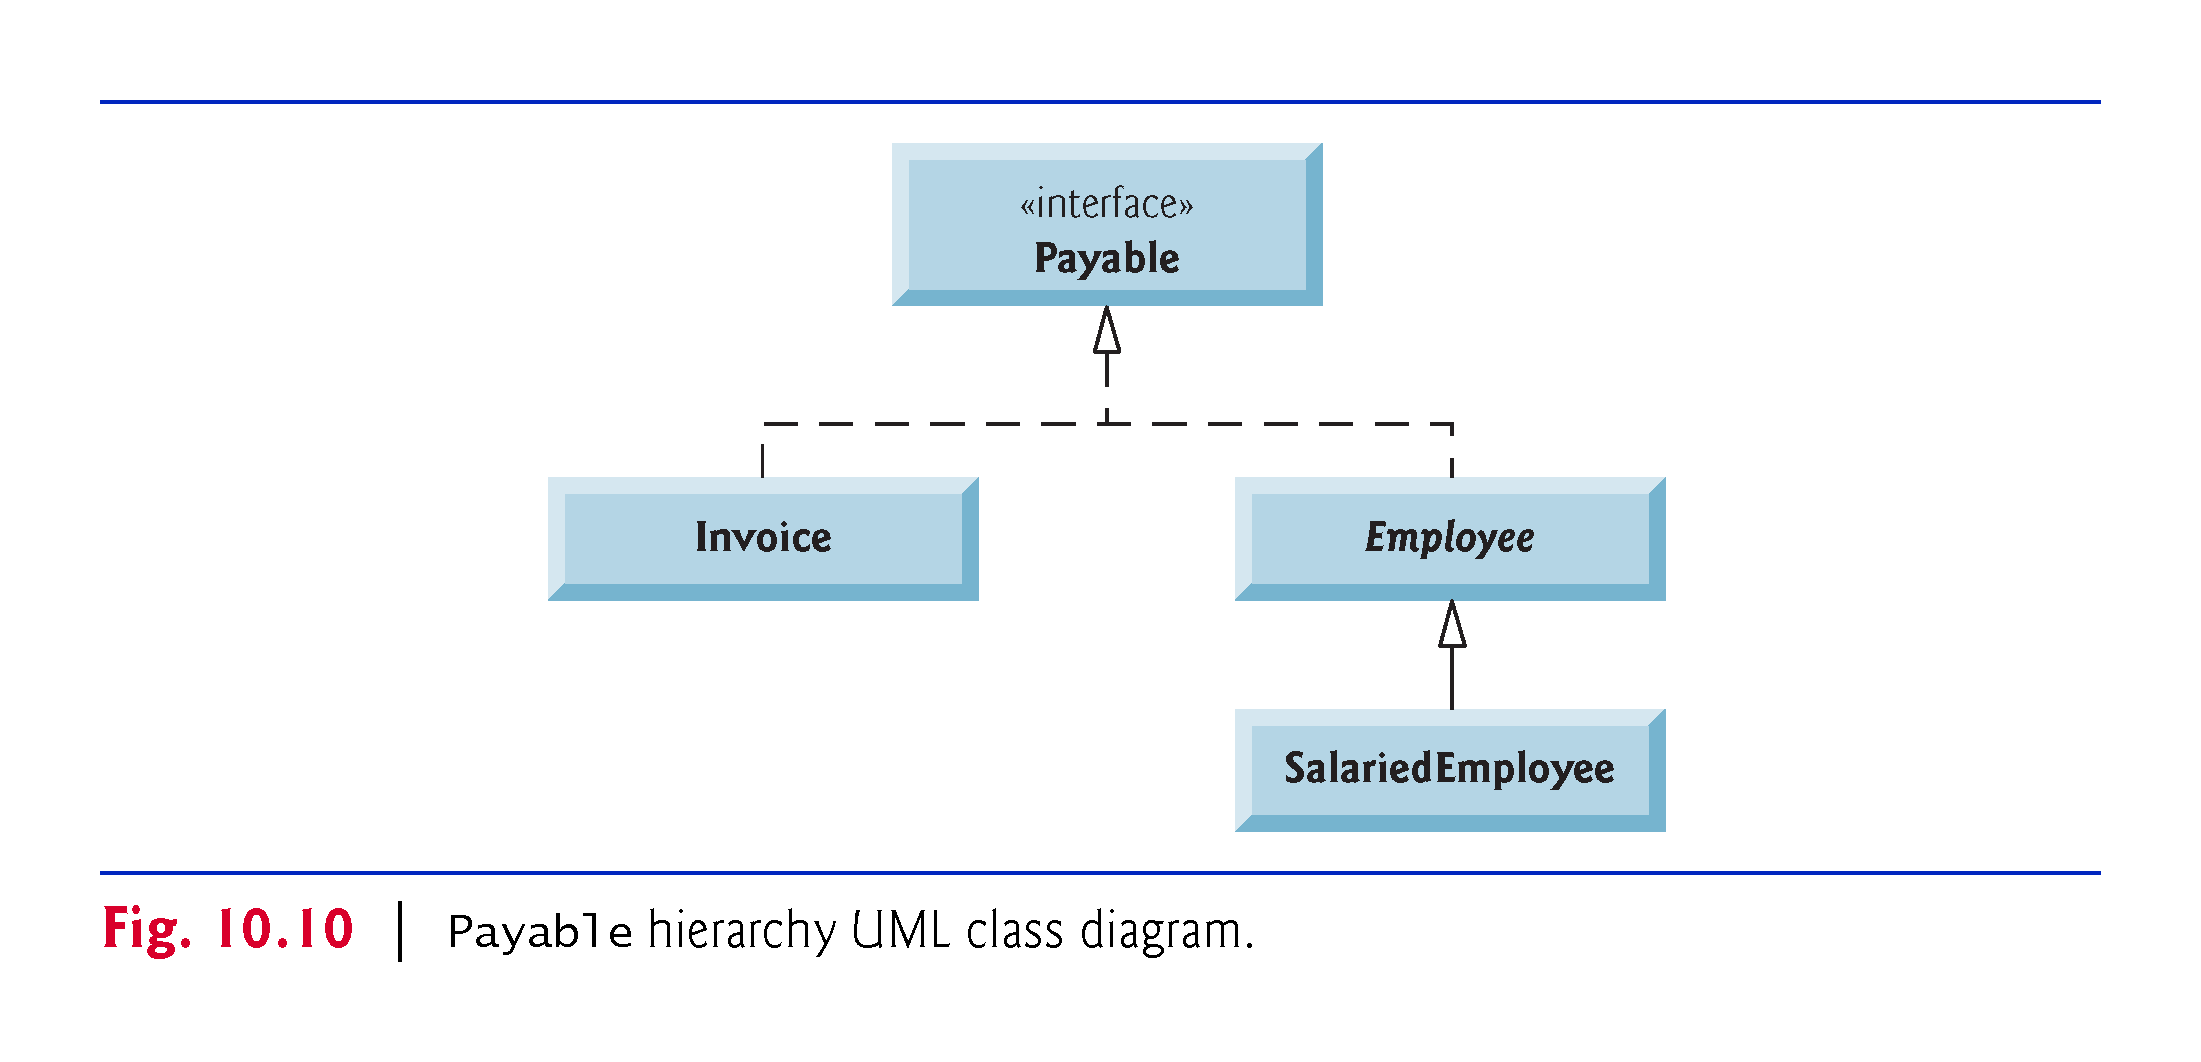 «interface»
Payable
Invoice
Employee
SalariedEmployee
Fig. 10.10 | Payable hierarchy UML class diagram.